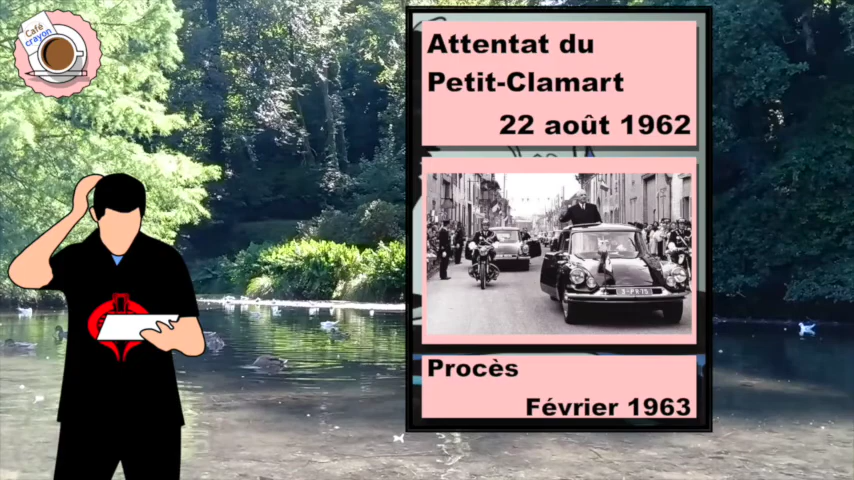 Café
crayon
Attentat du
Petit-Clamart
22 août 1962
Procès
Février 1963